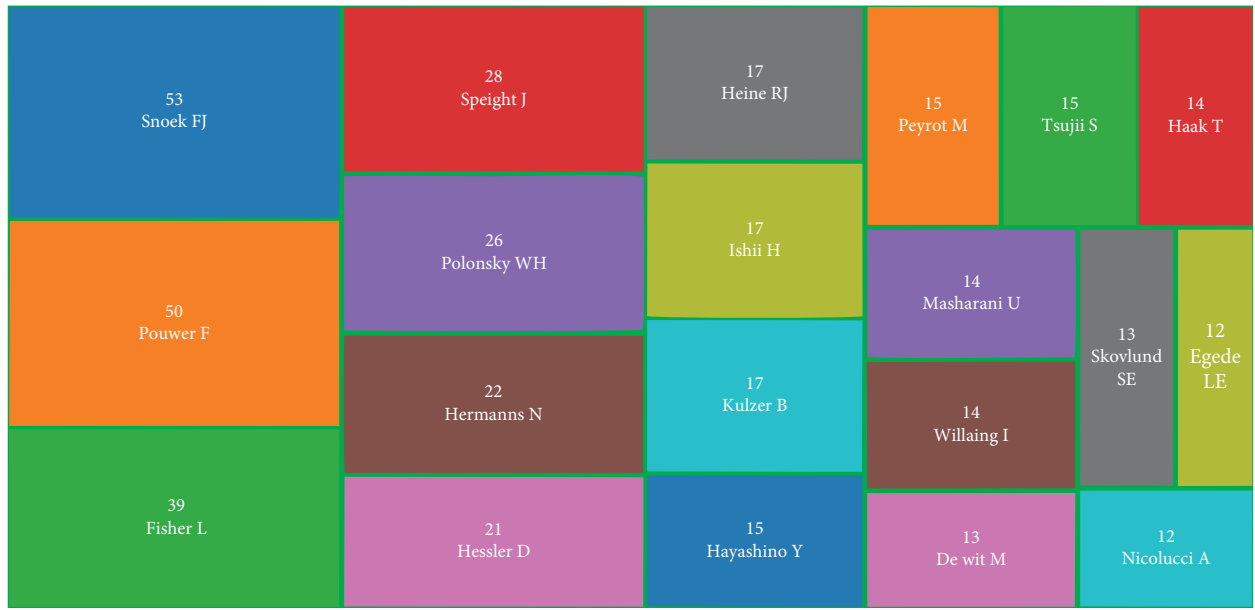 53
Snoek FJ
50
Pouwer F
39
Fisher L
28
Speight J
26
Polonsky WH
22
Hermanns N
21
Hessler D
17
Heine RJ
17
Ishii H
17
Kulzer B
15
Hayashino Y
15
Peyrot M
15
Tsujii S
14
Haak T
14
Masharani U
14
Willaing I
13
De wit M
13
Skovlund
SE
12
Egede
LE
12
Nicolucci A